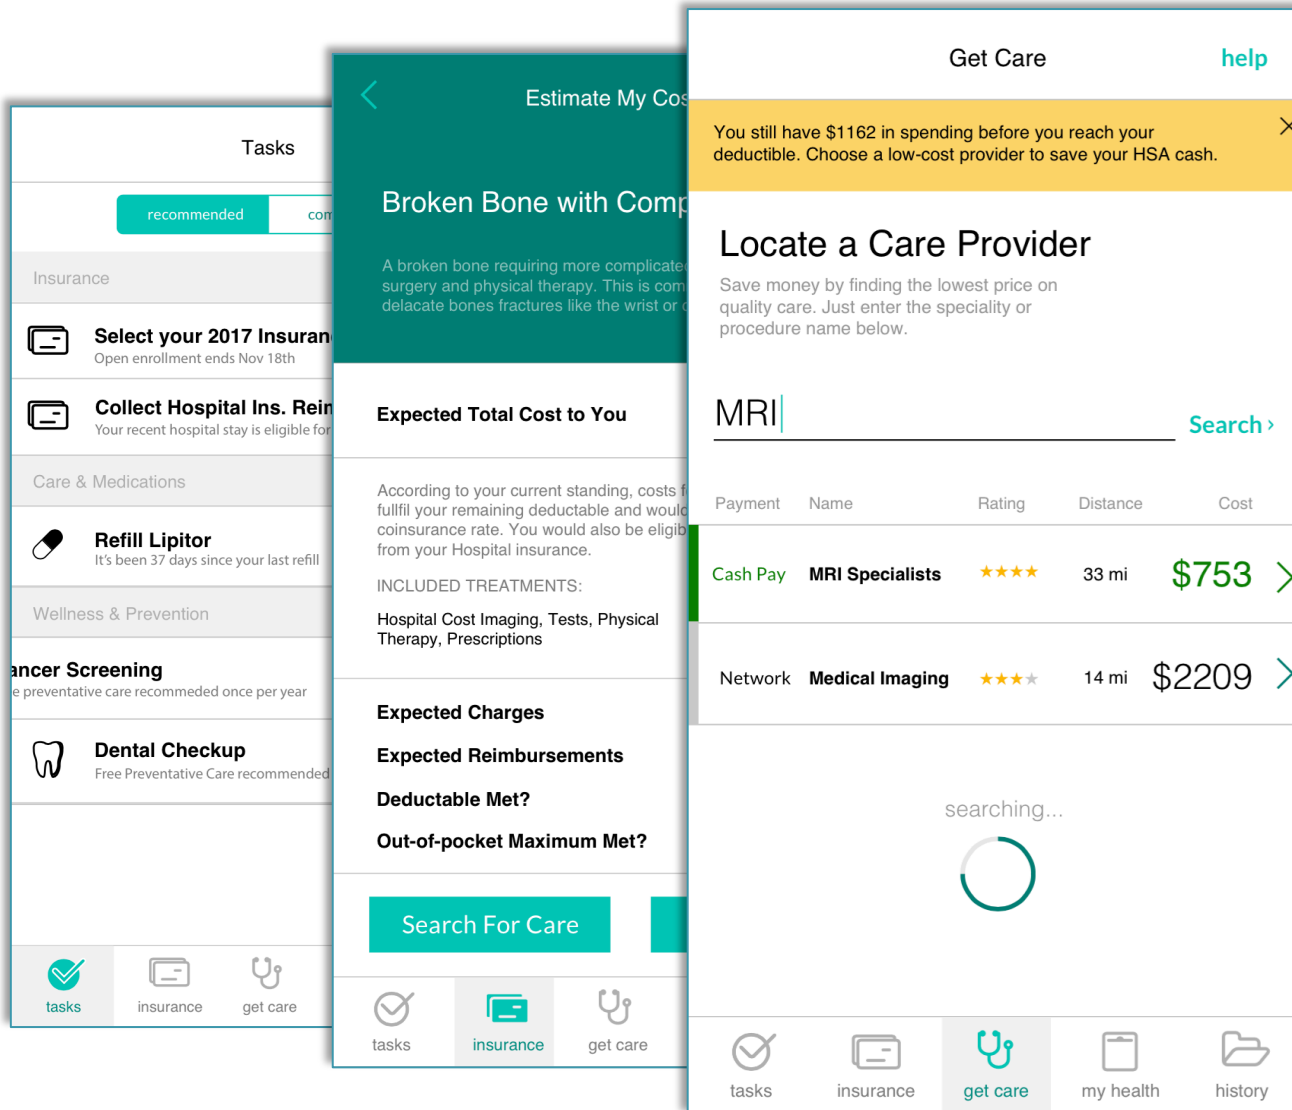 Tasks
recommended
com
Insurance
Select your 2017 Insuran
Open enrollment ends Nov 18th
Collect Hospital Ins. Rein
Your recent hospital stay is eligible for
Care & Medications
Refill Lipitor
It's been 37 days since your last refill
Wellness & Prevention
ancer Screening
e preventative care recommeded once per year
Dental Checkup
Free Preventative Care recommended
tasks
insurance
get care
Estimate My Cos
Broken Bone with Comp
A broken bone requiring more complicated
surgery and physical therapy. This is com
delacate bones fractures like the wrist or
Expected Total Cost to You
According to your current standing, costs f
fullfil your remaining deductable and would
coinsurance rate. You would also be eligib
from your Hospital insurance.
INCLUDED TREATMENTS:
Hospital Cost Imaging, Tests, Physical
Therapy, Prescriptions
Expected Charges
Expected Reimbursements
Deductable Met?
Out-of-pocket Maximum Met?
Search For Care
tasks
insurance
get care
Get Care
help
You still have $1162 in spending before you reach your
deductible. Choose a low-cost provider to save your HSA cash.
Locate a Care Provider
Save money by finding the lowest price on
quality care. Just enter the speciality or
procedure name below.
MRI
Search ›
Payment Name Rating Distance Cost
Cash Pay MRI Specialists 33 mi $753
Network Medical Imaging 14 mi $2209
searching...
tasks
insurance
get care
my health
history